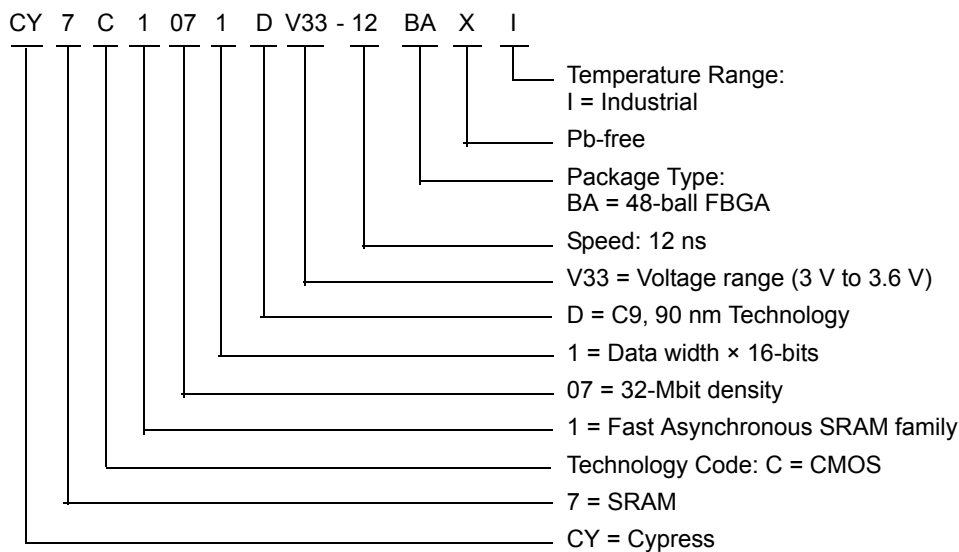 CY 7 C 1 07 1 D V33 - 12 BA X I
Temperature Range:
I = Industrial
Pb-free
Package Type:
BA = 48-ball FBGA
Speed: 12 ns
V33 = Voltage range (3 V to 3.6 V)
D = C9, 90 nm Technology
1 = Data width × 16-bits
07 = 32-Mbit density
1 = Fast Asynchronous SRAM family
Technology Code: C = CMOS
7 = SRAM
CY = Cypress